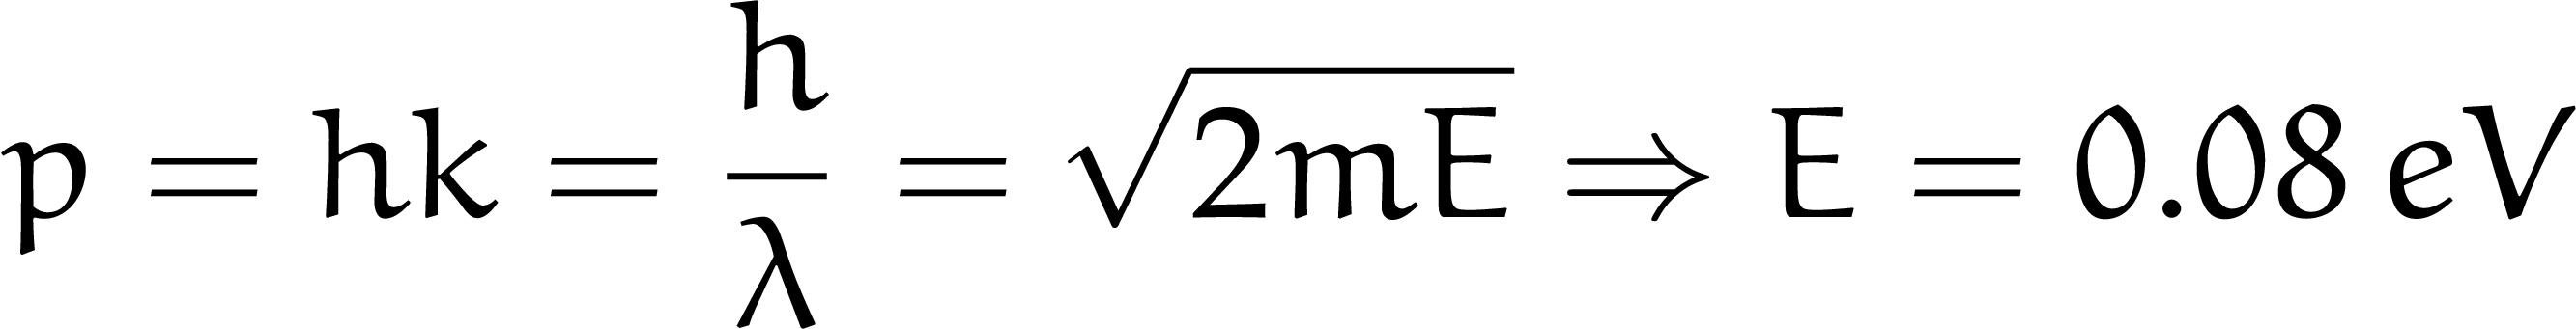 p = hk = h/λ = √2mE ⇒ E = 0.08 eV